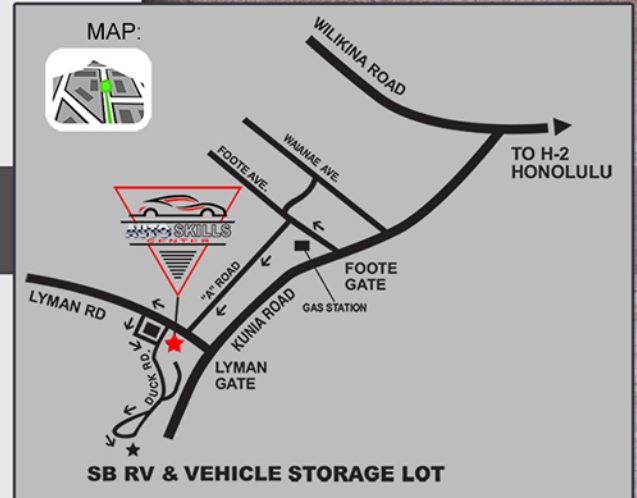 MAP:
WILIKINA ROAD
TO H-2
HONOLULU
WAIANAE AVE.
FOOTE AVE.
AUTO SKILLS
CENTER
FOOTE
GATE
GAS STATION
"A" ROAD
KUNIA ROAD
LYMAN RD
LYMAN
GATE
DUCK RD.
SB RV & VEHICLE STORAGE LOT